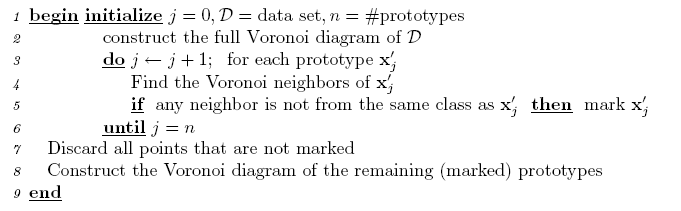 1 begin initialize j = 0, 𝒟 = data set, n = #prototypes
2 construct the full Voronoi diagram of 𝒟
3 do j ← j + 1; for each prototype x′ⱼ
4 Find the Voronoi neighbors of x′ⱼ
5 if any neighbor is not from the same class as x′ⱼ then mark x′ⱼ
6 until j = n
7 Discard all points that are not marked
8 Construct the Voronoi diagram of the remaining (marked) prototypes
9 end